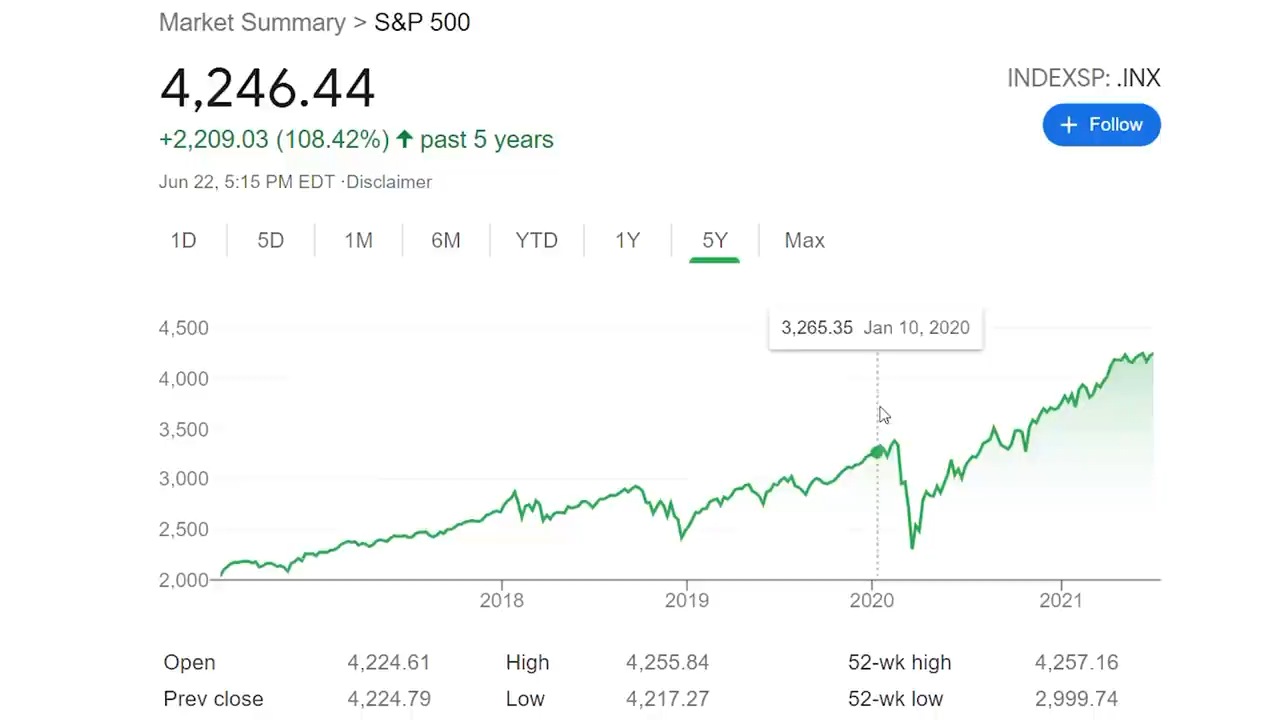 Market Summary > S&P 500
4,246.44
INDEXSP: .INX
+ Follow
+2,209.03 (108.42%) ↑ past 5 years
Jun 22, 5:15 PM EDT ·Disclaimer
1D 5D 1M 6M YTD 1Y 5Y Max
3,265.35 Jan 10, 2020
4,500
4,000
3,500
3,000
2,500
2,000
2018 2019 2020 2021
Open 4,224.61 High 4,255.84 52-wk high 4,257.16
Prev close 4,224.79 Low 4,217.27 52-wk low 2,999.74